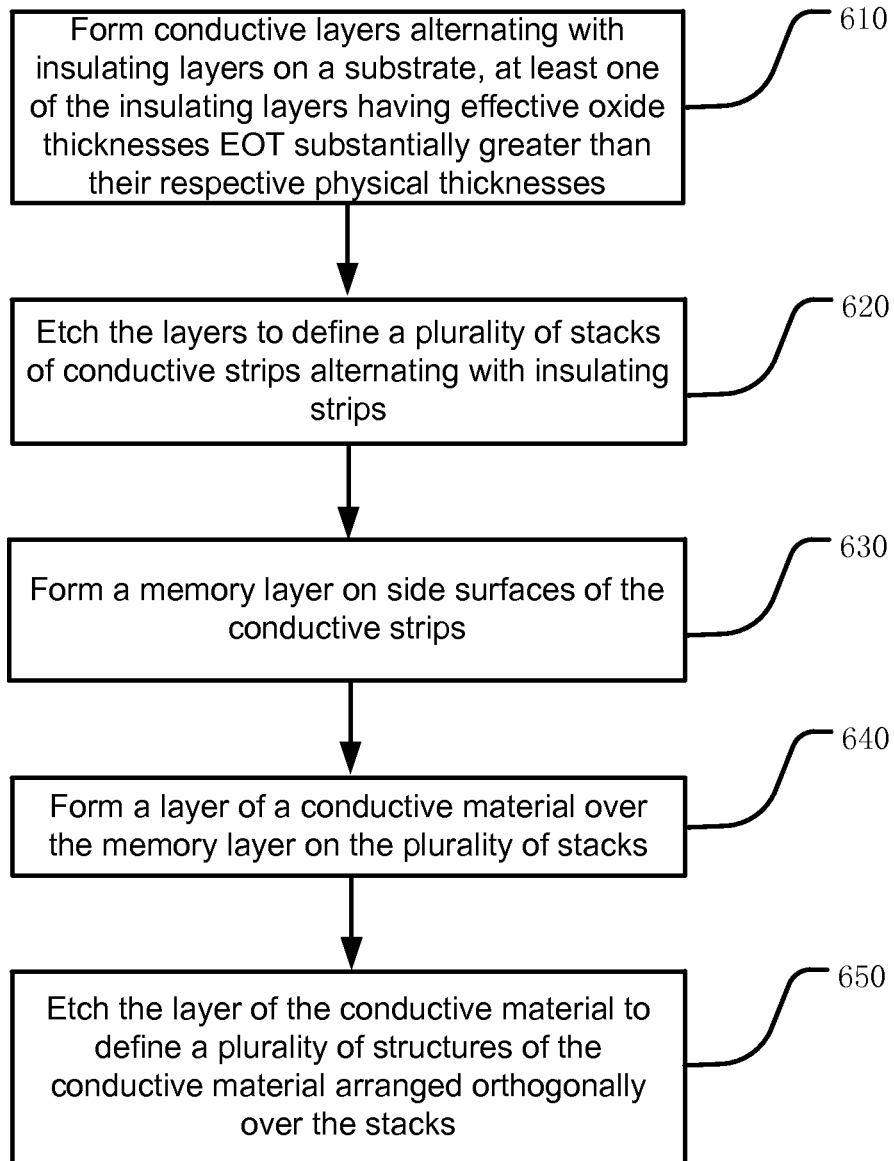 Form conductive layers alternating with
insulating layers on a substrate, at least one
of the insulating layers having effective oxide
thicknesses EOT substantially greater than
their respective physical thicknesses
610
Etch the layers to define a plurality of stacks
of conductive strips alternating with insulating
strips
620
Form a memory layer on side surfaces of the
conductive strips
630
Form a layer of a conductive material over
the memory layer on the plurality of stacks
640
Etch the layer of the conductive material to
define a plurality of structures of the
conductive material arranged orthogonally
over the stacks
650